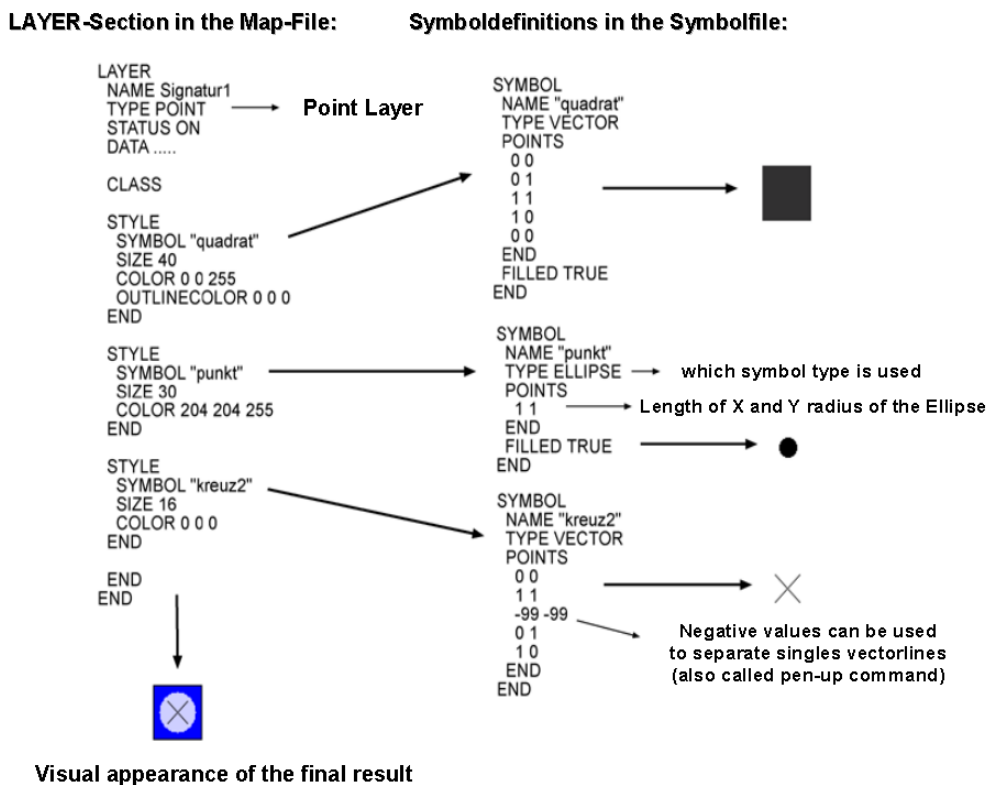 LAYER-Section in the Map-File:
Symboldefinitions in the Symbolfile:
LAYER
NAME Signatur1
TYPE POINT
Point Layer
STATUS ON
DATA .....
CLASS
STYLE
SYMBOL "quadrat"
SIZE 40
COLOR 0 0 255
OUTLINECOLOR 0 0 0
END
STYLE
SYMBOL "punkt"
SIZE 30
COLOR 204 204 255
END
STYLE
SYMBOL "kreuz2"
SIZE 16
COLOR 0 0 0
END
END
END
Visual appearance of the final result
SYMBOL
NAME "quadrat"
TYPE VECTOR
POINTS
0 0
0 1
1 1
1 0
0 0
END
FILLED TRUE
END
SYMBOL
NAME "punkt"
TYPE ELLIPSE
which symbol type is used
POINTS
1 1
Length of X and Y radius of the Ellipse
END
FILLED TRUE
END
SYMBOL
NAME "kreuz2"
TYPE VECTOR
POINTS
0 0
1 1
-99 -99
0 1
1 0
END
END
Negative values can be used
to separate singles vectorlines
(also called pen-up command)